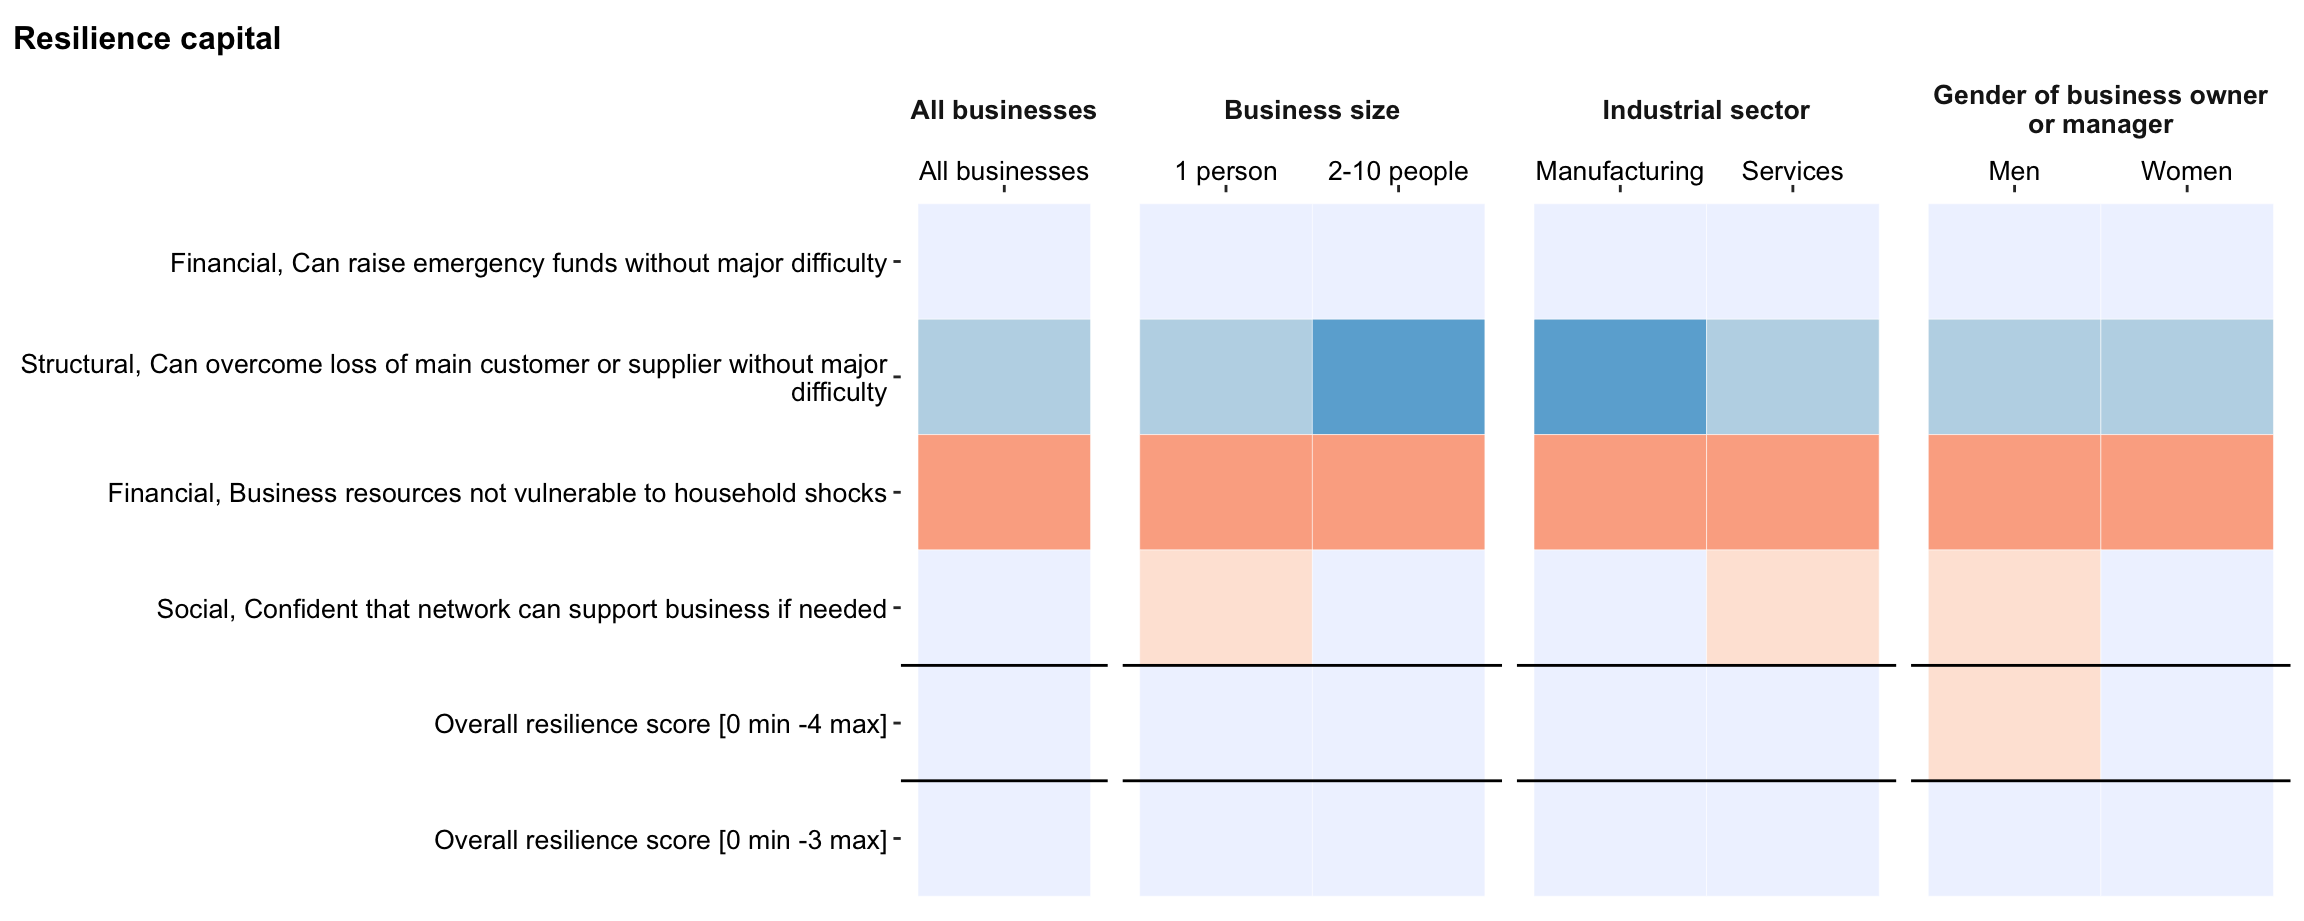 Resilience capital
All businesses
Business size
Industrial sector
Gender of business owner
or manager
All businesses
1 person
2-10 people
Manufacturing
Services
Men
Women
Financial, Can raise emergency funds without major difficulty
Structural, Can overcome loss of main customer or supplier without major
difficulty
Financial, Business resources not vulnerable to household shocks
Social, Confident that network can support business if needed
Overall resilience score [0 min -4 max]
Overall resilience score [0 min -3 max]